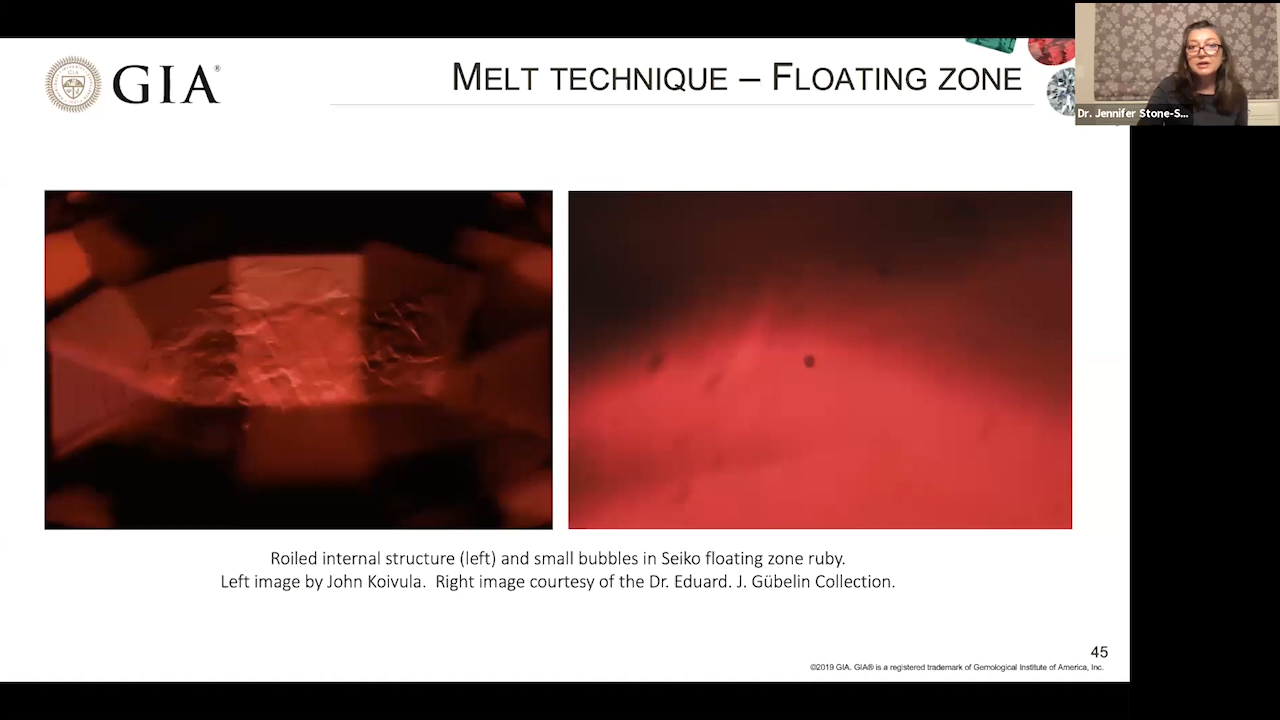 GIA®
MELT TECHNIQUE – FLOATING ZONE
Dr. Jennifer Stone-S...
Roiled internal structure (left) and small bubbles in Seiko floating zone ruby.
Left image by John Koivula. Right image courtesy of the Dr. Eduard. J. Gübelin Collection.
45
©2019 GIA. GIA® is a registered trademark of Gemological Institute of America, Inc.